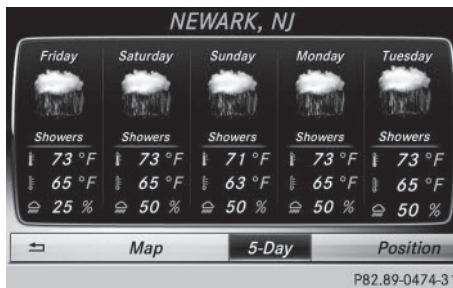 NEWARK, NJ
Friday Saturday Sunday Monday Tuesday
Showers Showers Showers Showers Showers
73 °F 73 °F 71 °F 73 °F 73 °F
65 °F 65 °F 63 °F 65 °F 65 °F
25 % 50 % 50 % 50 % 50 %
Map 5-Day Position
P82.89-0474-31